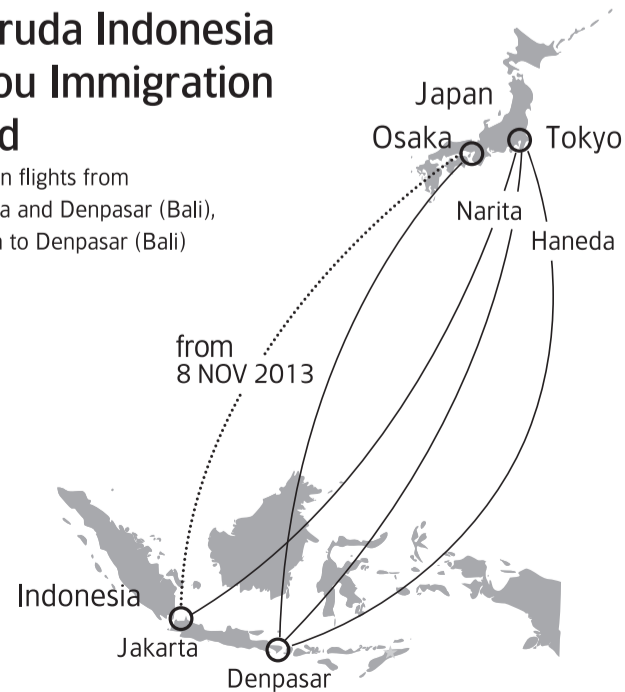 ruda Indonesia
ou Immigration
d
n flights from
a and Denpasar (Bali),
to Denpasar (Bali)
Japan
Osaka
Tokyo
Narita
Haneda
from
8 NOV 2013
Indonesia
Jakarta
Denpasar